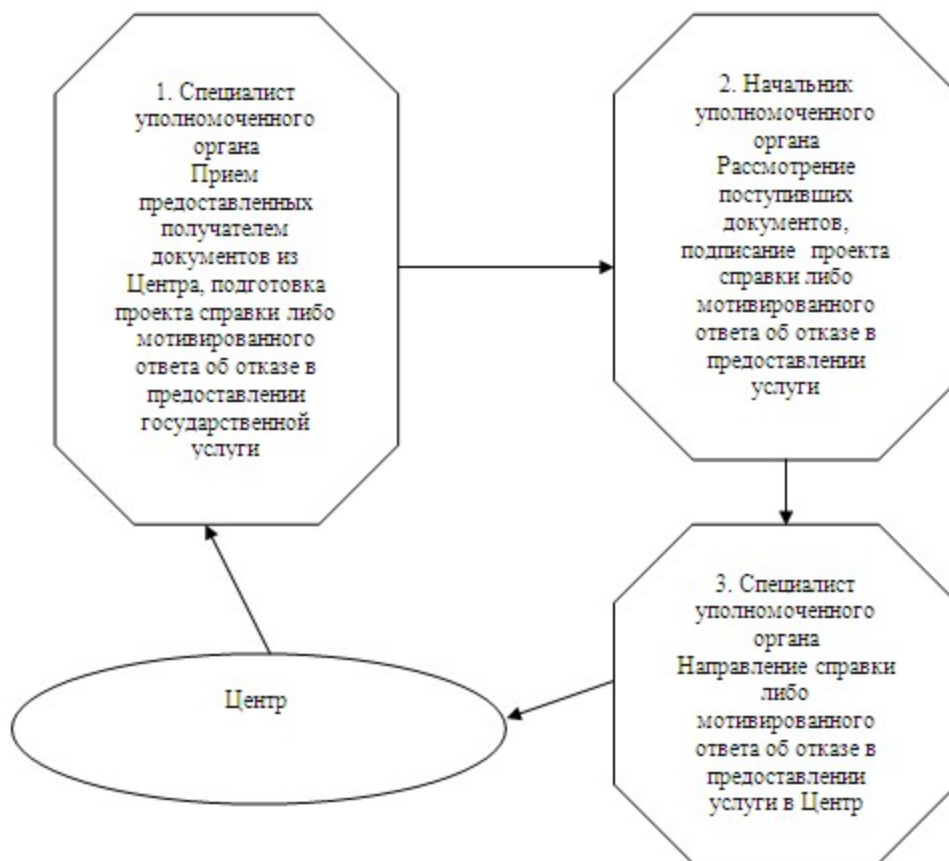 1. Специалист
уполномоченного
органа
Прием
предоставленных
получателем
документов из
Центра, подготовка
проекта справки либо
мотивированного
ответа об отказе в
предоставлении
государственной
услуги
2. Начальник
уполномоченного
органа
Рассмотрение
поступивших
документов,
подписание проекта
справки либо
мотивированного
ответа об отказе в
предоставлении
услуги
3. Специалист
уполномоченного
органа
Направление справки
либо
мотивированного
ответа об отказе в
предоставлении
услуги в Центр
Центр